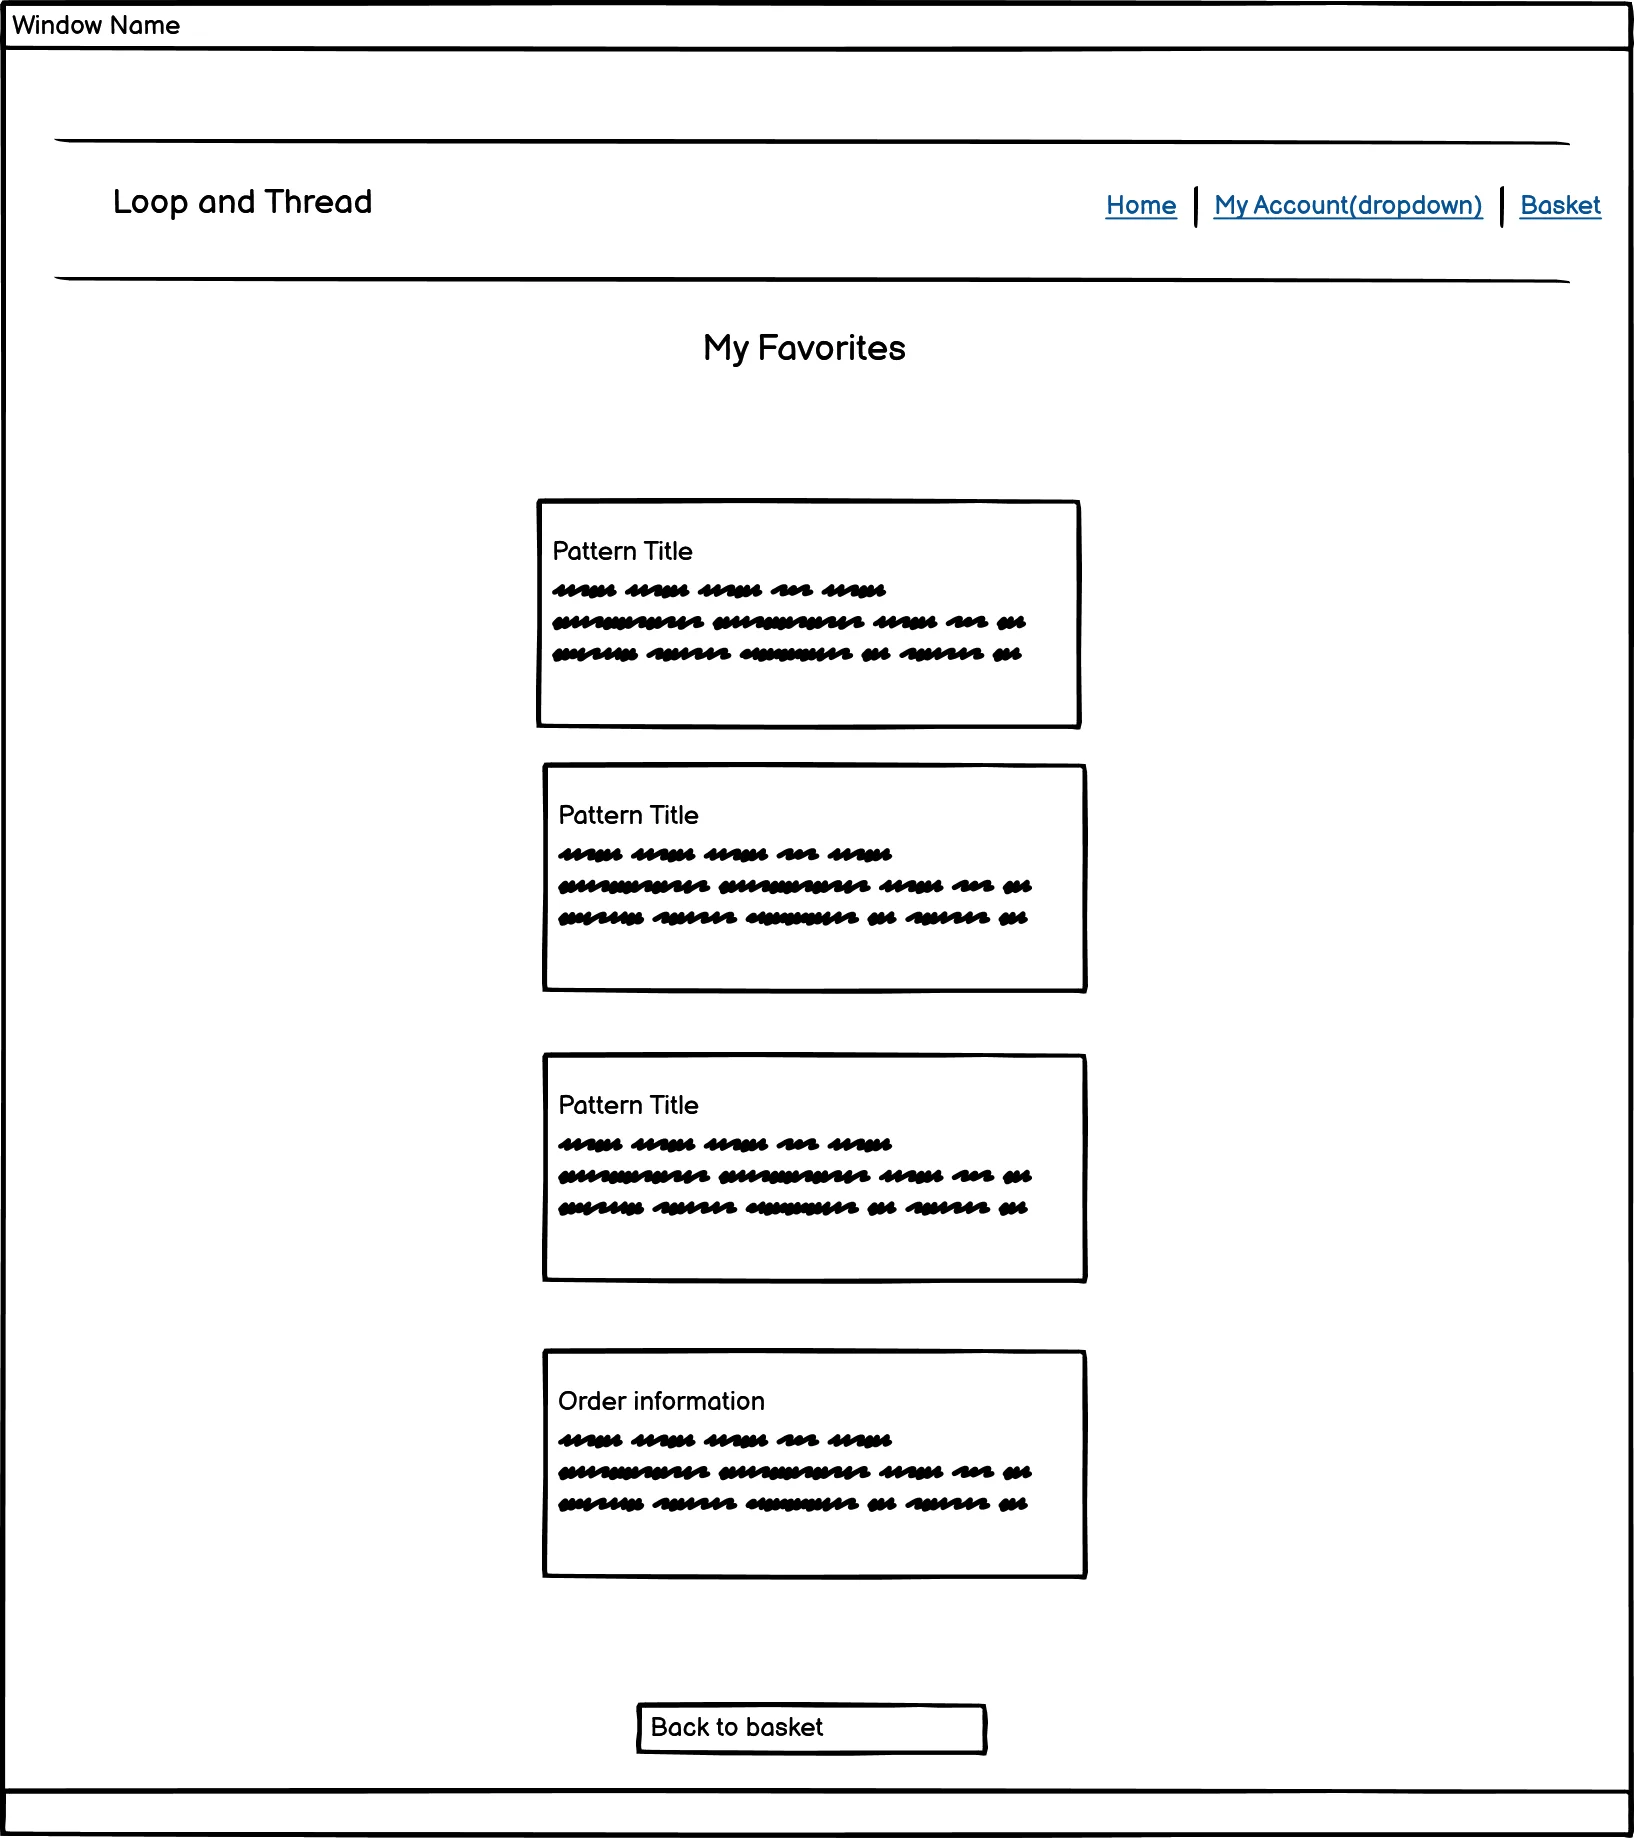 Window Name
Loop and Thread
Home | My Account(dropdown) | Basket
My Favorites
Pattern Title
Pattern Title
Pattern Title
Order information
Back to basket